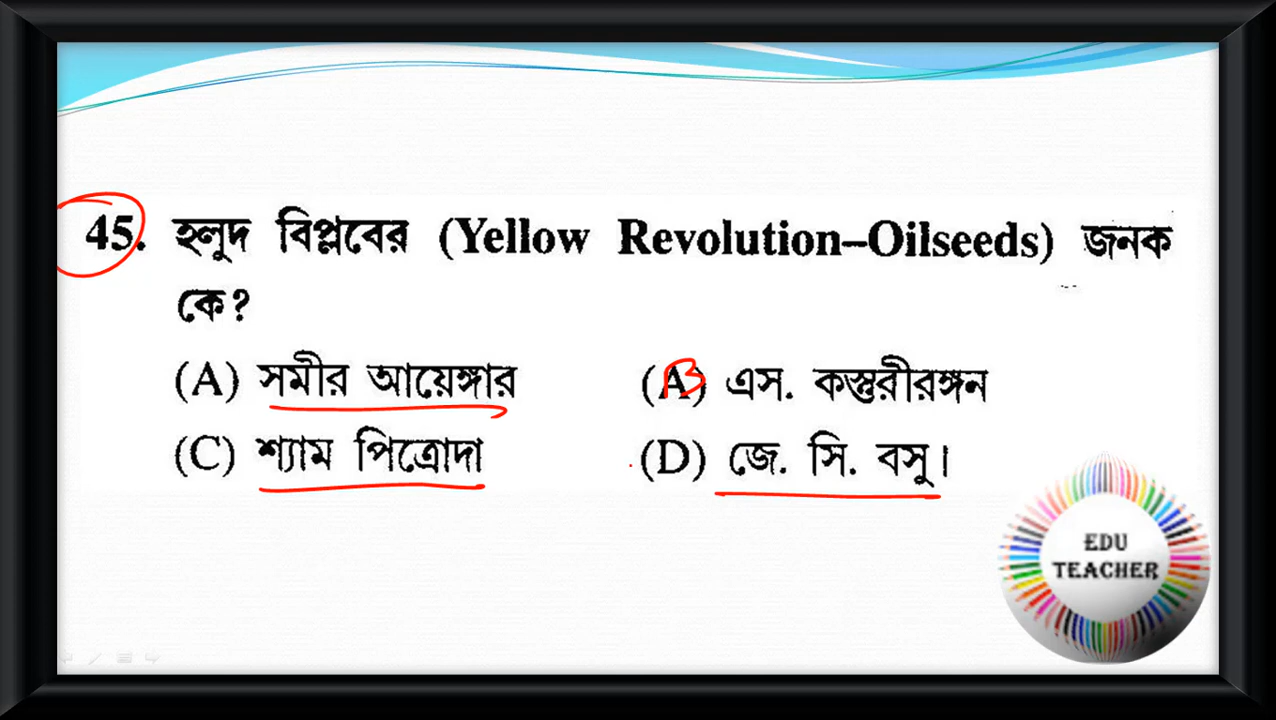 45. হলুদ বিপ্লবের (Yellow Revolution–Oilseeds) জনক
কে?
(A) সমীর আয়েঙ্গার (A) B এস. কস্তুরীরঙ্গন
(C) শ্যাম পিত্রোদা (D) জে. সি. বসু।
EDU
TEACHER